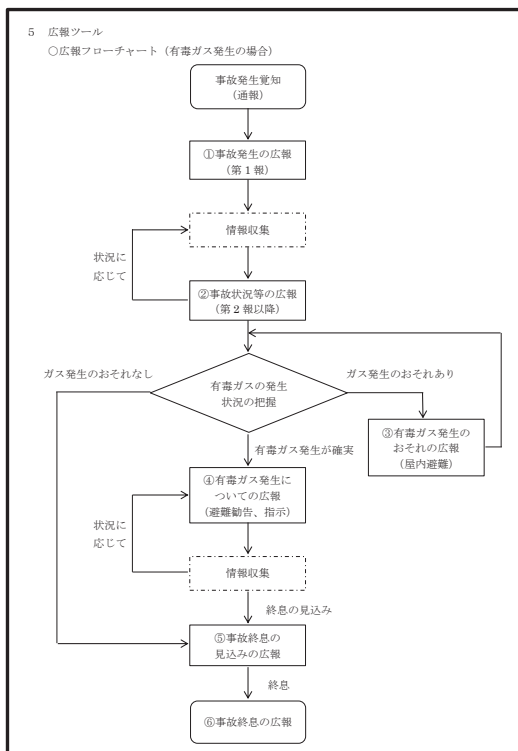 5 広報ツール
○広報フローチャート（有毒ガス発生の場合）
事故発生覚知
（通報）
①事故発生の広報
（第1報）
情報収集
状況に
応じて
②事故状況等の広報
（第2報以降）
ガス発生のおそれなし
ガス発生のおそれあり
有毒ガスの発生
状況の把握
③有毒ガス発生の
おそれの広報
（屋内避難）
有毒ガス発生が確実
④有毒ガス発生に
ついての広報
（避難勧告、指示）
状況に
応じて
情報収集
終息の見込み
⑤事故終息の
見込みの広報
終息
⑥事故終息の広報